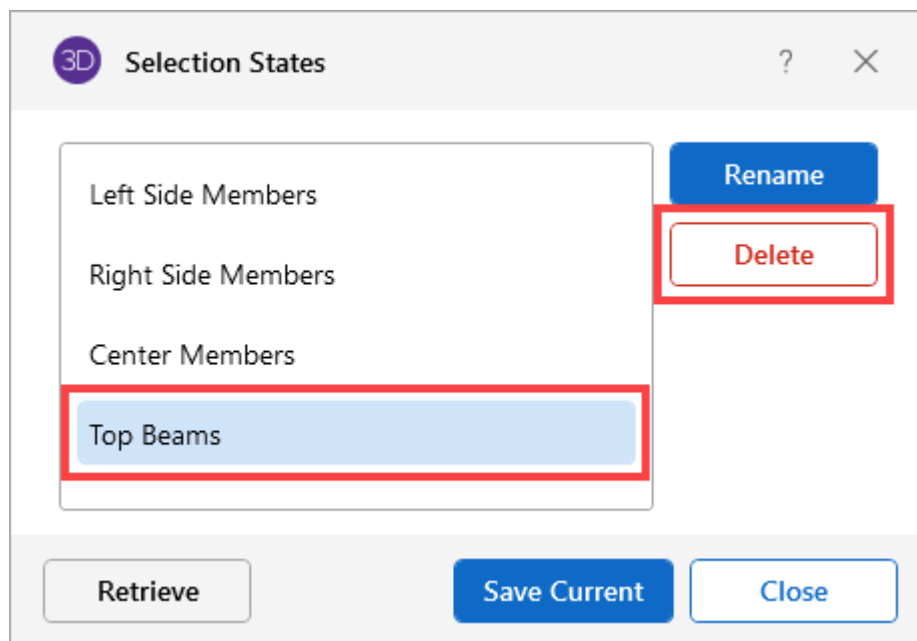 3D Selection States ?
Left Side Members
Right Side Members
Center Members
Top Beams
Rename
Delete
Retrieve
Save Current
Close